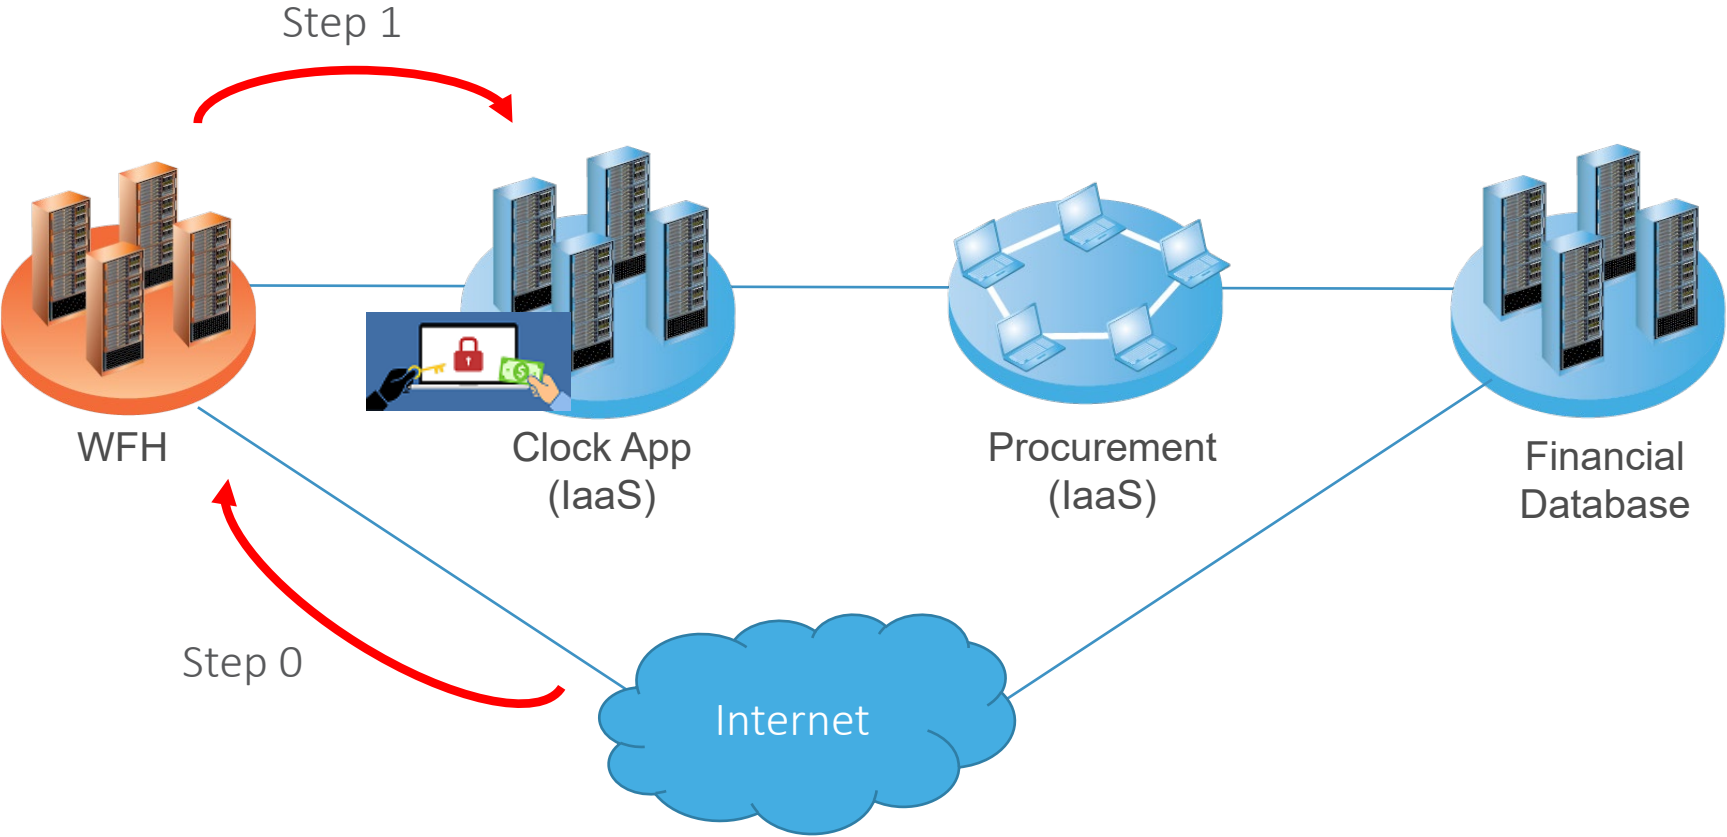 Step 1
WFH
Clock App
(IaaS)
Procurement
(IaaS)
Financial
Database
Step 0
Internet